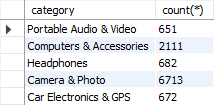 category count(*)
Portable Audio & Video 651
Computers & Accessories 2111
Headphones 682
Camera & Photo 6713
Car Electronics & GPS 672